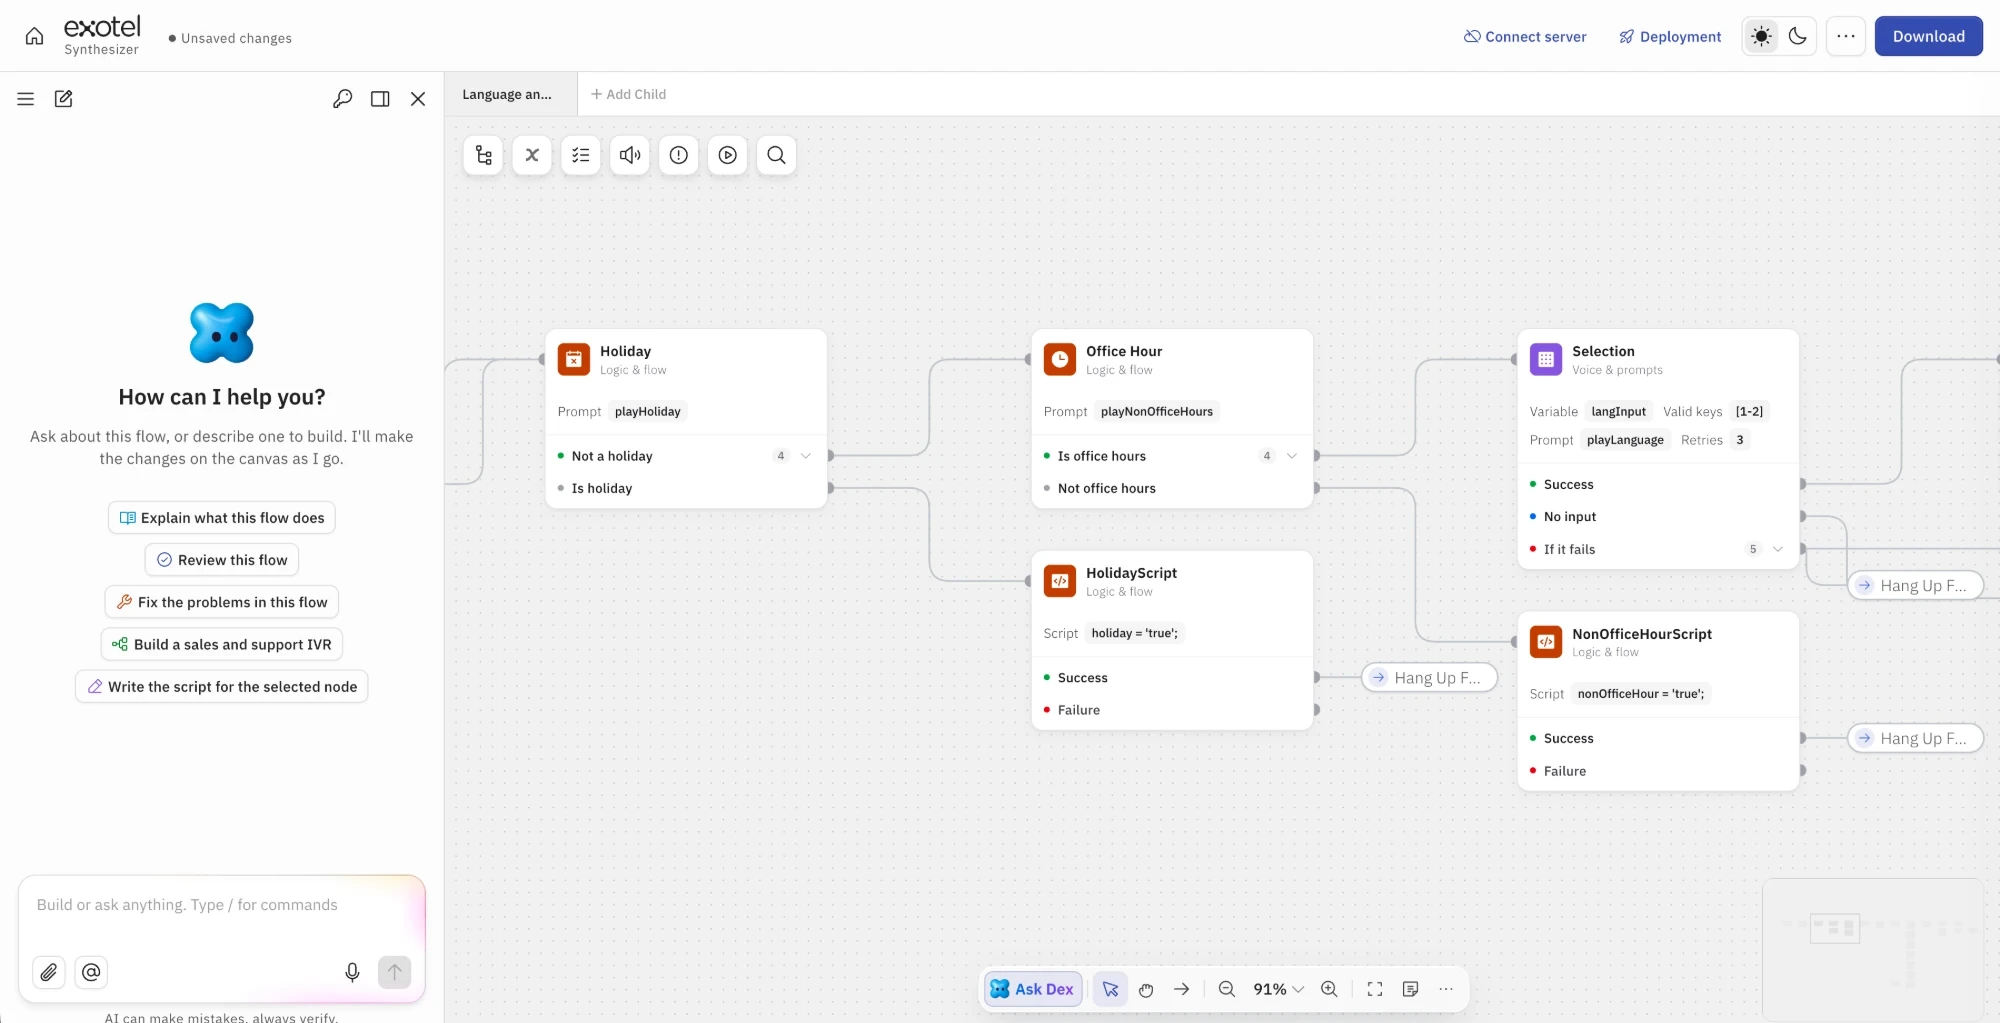 exotel
Synthesizer
Unsaved changes
Connect server
Deployment
Download
Language an...
+ Add Child
How can I help you?
Ask about this flow, or describe one to build. I'll make
the changes on the canvas as I go.
Explain what this flow does
Review this flow
Fix the problems in this flow
Build a sales and support IVR
Write the script for the selected node
Build or ask anything. Type / for commands
AI can make mistakes, always verify.
Holiday
Logic & flow
Prompt playHoliday
Not a holiday 4
Is holiday
Office Hour
Logic & flow
Prompt playNonOfficeHours
Is office hours 4
Not office hours
HolidayScript
Logic & flow
Script holiday = 'true';
Success
Failure
Hang Up F...
Selection
Voice & prompts
Variable langInput Valid keys [1-2]
Prompt playLanguage Retries 3
Success
No input
If it fails 5
Hang Up F...
NonOfficeHourScript
Logic & flow
Script nonOfficeHour = 'true';
Success
Failure
Hang Up F...
Ask Dex
91%